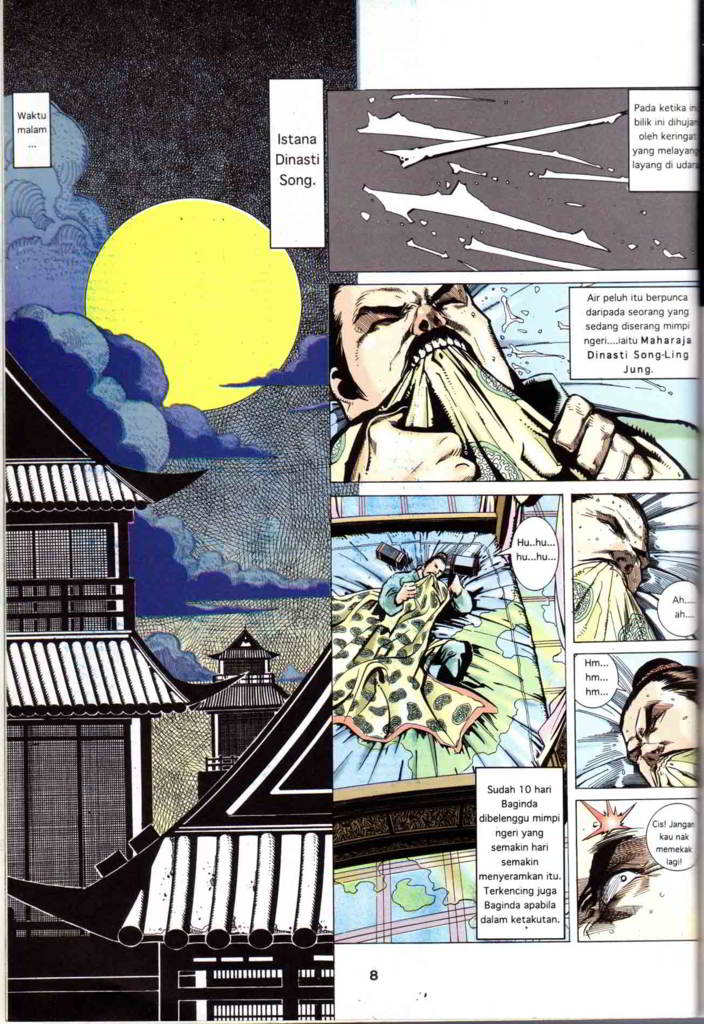 Waktu
malam
...
Istana
Dinasti
Song.
Pada ketika ini
bilik ini dihujan
oleh keringat
yang melayang
layang di udara
Air peluh itu berpunca
daripada seorang yang
sedang diserang mimpi
ngeri....iaitu Maharaja
Dinasti Song-Ling
Jung.
Hu..hu...
hu...hu...
Ah....
ah...
Hm...
hm...
hm...
Sudah 10 hari
Baginda
dibelenggu mimpi
ngeri yang
semakin hari
semakin
menyeramkan itu.
Terkencing juga
Baginda apabila
dalam ketakutan.
Cis! Jangan
kau nak
memekak
lagi!
8